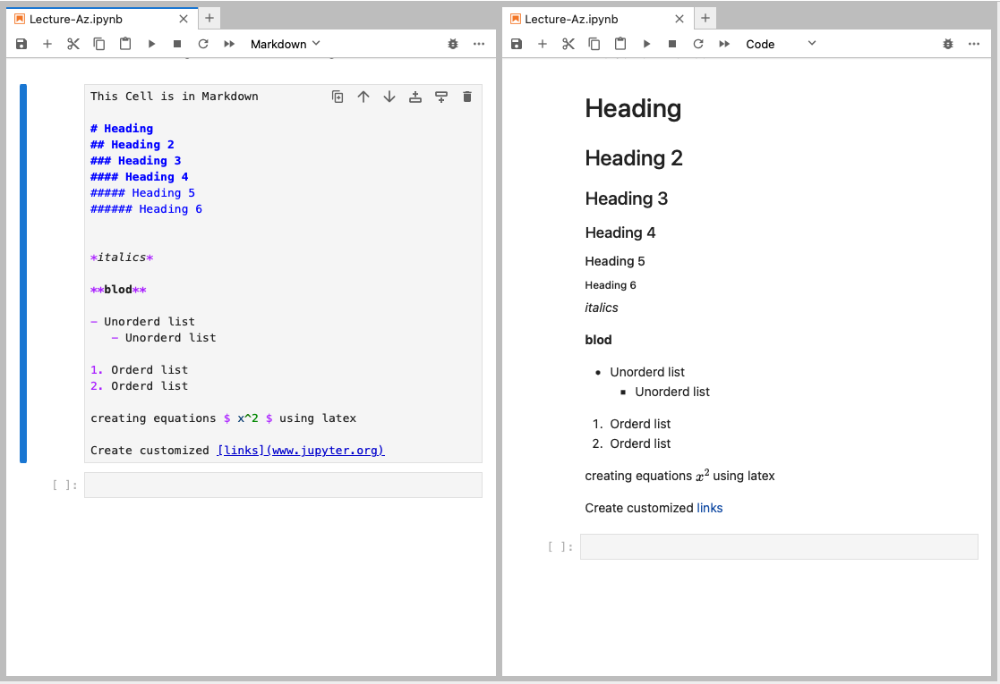 Lecture-Az.ipynb
Markdown
This Cell is in Markdown
# Heading
## Heading 2
### Heading 3
#### Heading 4
##### Heading 5
###### Heading 6
*italics*
**blod**
- Unorderd list
- Unorderd list
1. Orderd list
2. Orderd list
creating equations $ x^2 $ using latex
Create customized [links](www.jupyter.org)
[ ]:
Lecture-Az.ipynb
Code
Heading
Heading 2
Heading 3
Heading 4
Heading 5
Heading 6
italics
blod
• Unorderd list
▪ Unorderd list
1. Orderd list
2. Orderd list
creating equations x² using latex
Create customized links
[ ]: